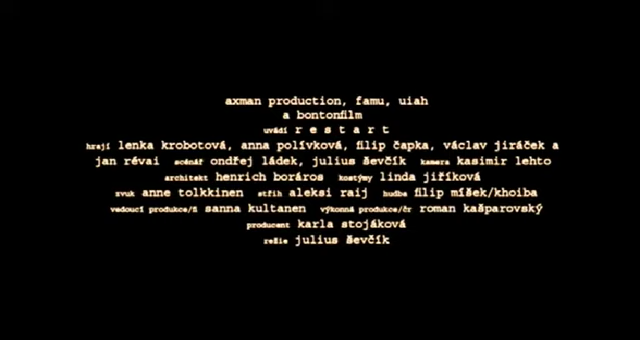 axman production, famu, uiah
a bontonfilm
uvádí r e s t a r t
hrají lenka krobotová, anna polívková, filip čapka, václav jiráček a
jan révai scénář ondřej ládek, julius ševčík kamera kasimir lehto
architekt henrich boráros kostýmy linda jiříková
zvuk anne tolkkinen střih aleksi raij hudba filip míšek/khoiba
vedoucí produkce/fi sanna kultanen výkonná produkce/čr roman kašparovský
producent karla stojáková
režie julius ševčík